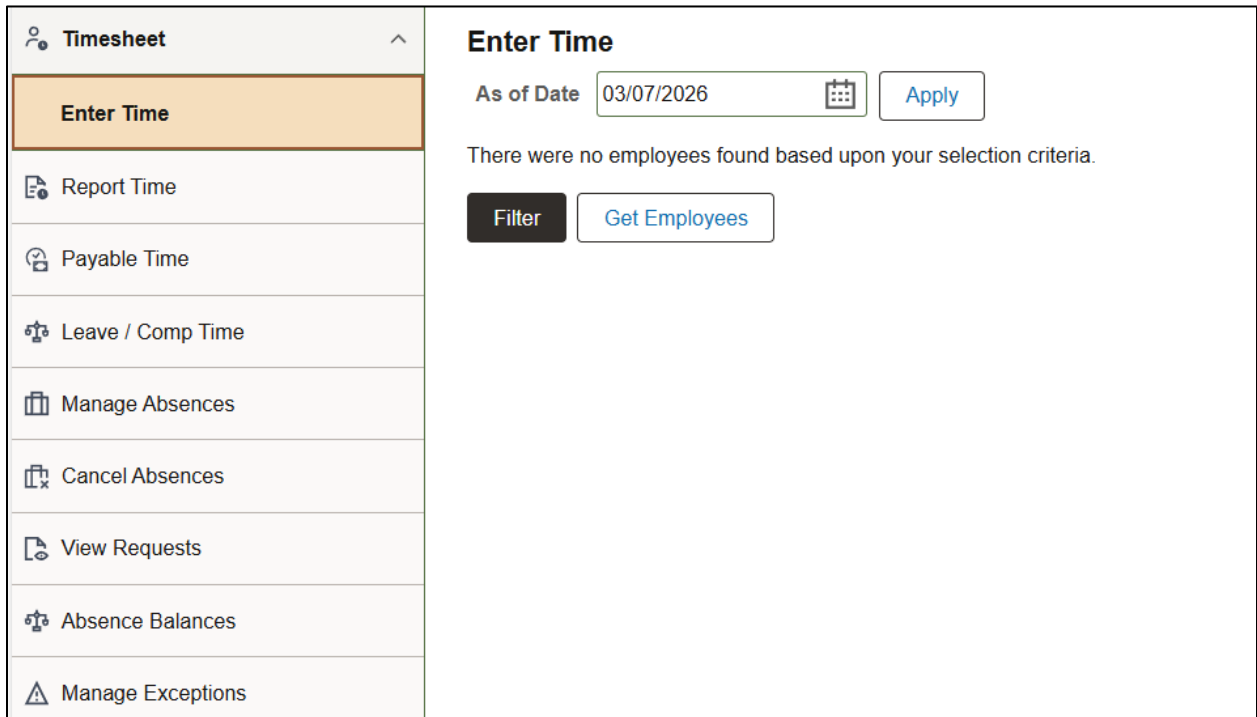 Timesheet
Enter Time
Report Time
Payable Time
Leave / Comp Time
Manage Absences
Cancel Absences
View Requests
Absence Balances
Manage Exceptions
Enter Time
As of Date 03/07/2026 Apply
There were no employees found based upon your selection criteria.
Filter Get Employees